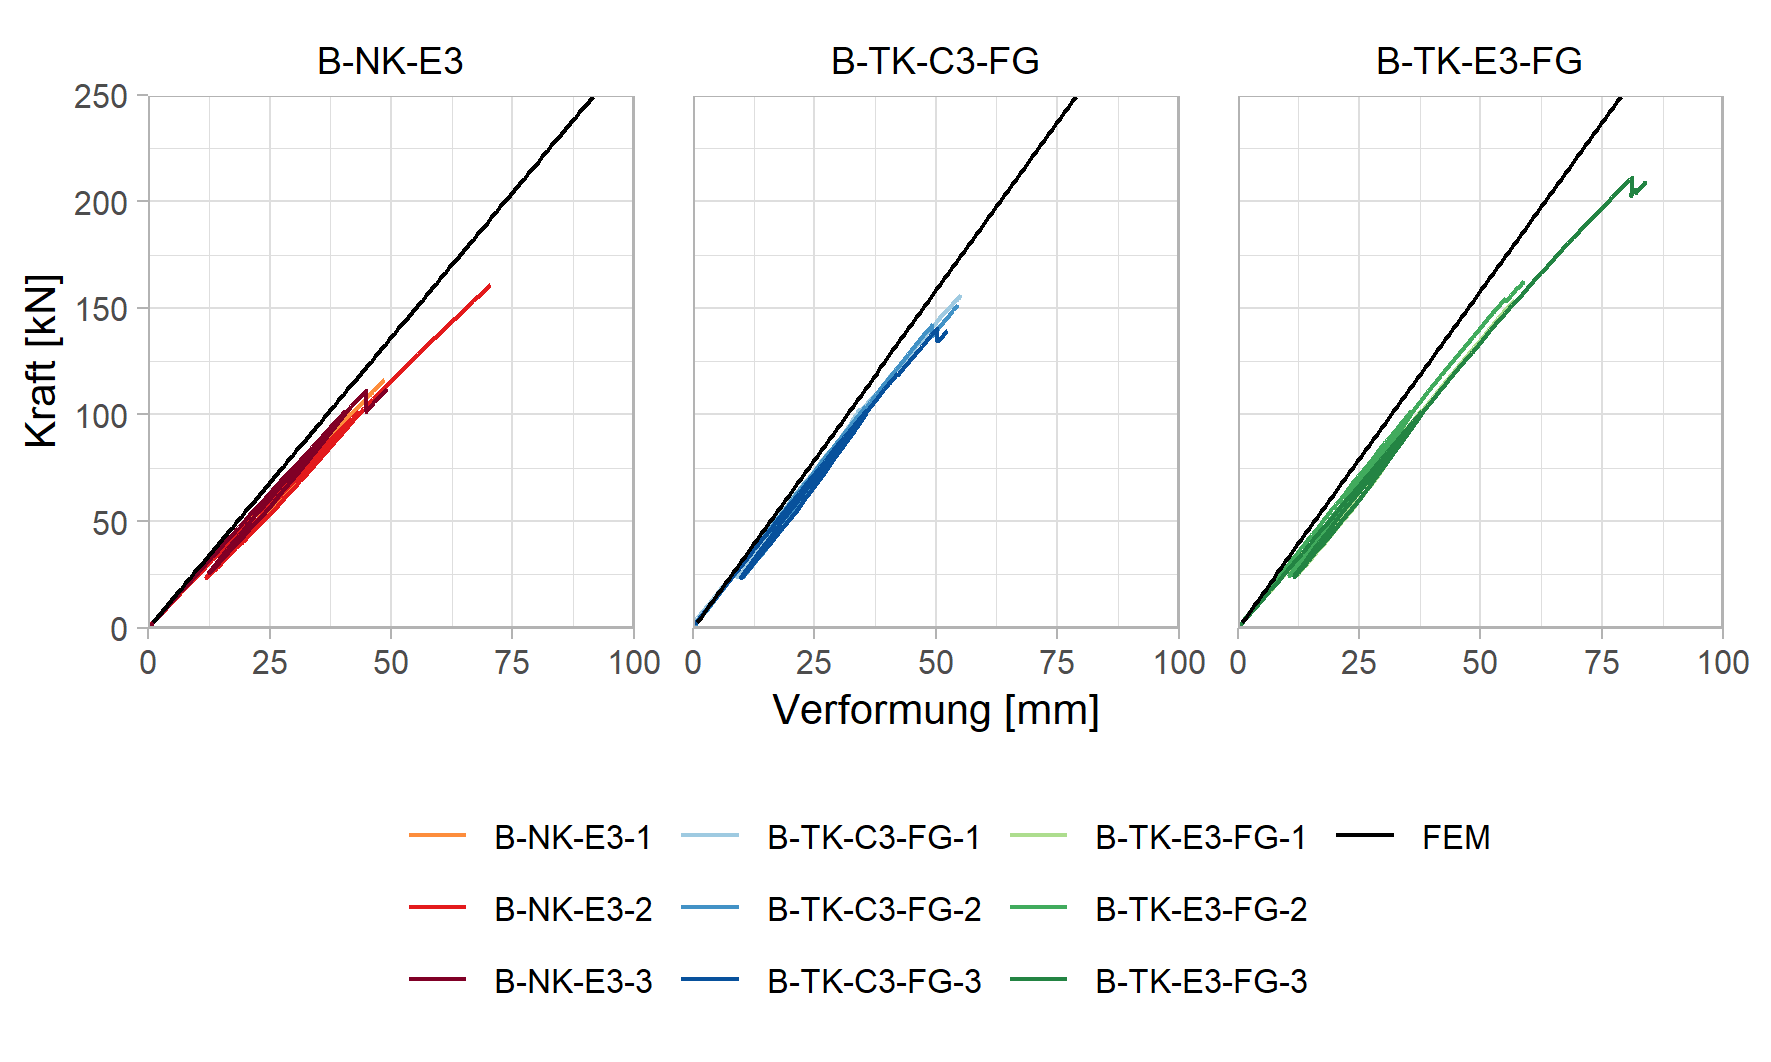 B-NK-E3 B-TK-C3-FG B-TK-E3-FG
250
200
150
100
50
0
Kraft [kN]
0 25 50 75 100 0 25 50 75 100 0 25 50 75 100
Verformung [mm]
B-NK-E3-1 B-TK-C3-FG-1 B-TK-E3-FG-1 FEM
B-NK-E3-2 B-TK-C3-FG-2 B-TK-E3-FG-2
B-NK-E3-3 B-TK-C3-FG-3 B-TK-E3-FG-3